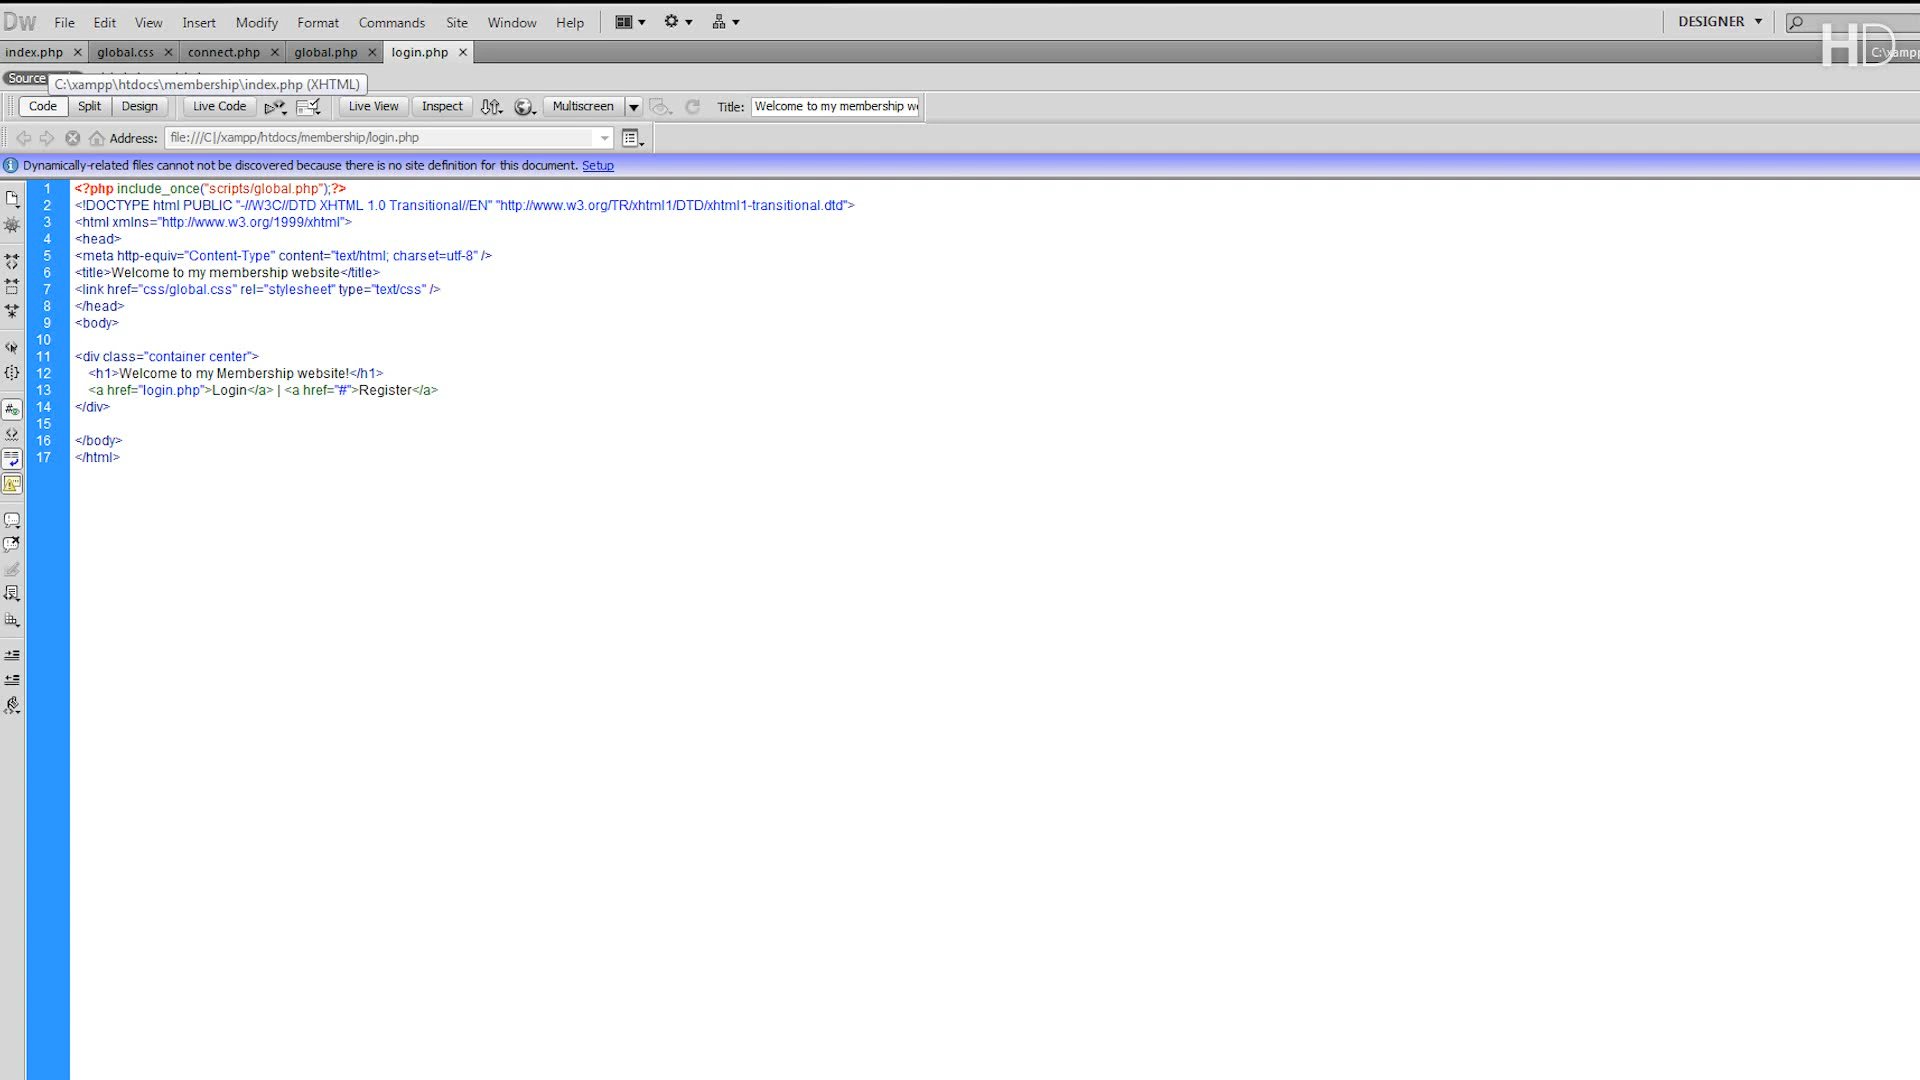 Dw File Edit View Insert Modify Format Commands Site Window Help DESIGNER
HD
index.php global.css connect.php global.php login.php C:\xamp
Source
C:\xampp\htdocs\membership\index.php (XHTML)
Code Split Design Live Code Live View Inspect Multiscreen Title: Welcome to my membership we
Address: file:///C|/xampp/htdocs/membership/login.php
Dynamically-related files cannot not be discovered because there is no site definition for this document. Setup
1 <?php include_once("scripts/global.php");?>
2 <!DOCTYPE html PUBLIC "-//W3C//DTD XHTML 1.0 Transitional//EN" "http://www.w3.org/TR/xhtml1/DTD/xhtml1-transitional.dtd">
3 <html xmlns="http://www.w3.org/1999/xhtml">
4 <head>
5 <meta http-equiv="Content-Type" content="text/html; charset=utf-8" />
6 <title>Welcome to my membership website</title>
7 <link href="css/global.css" rel="stylesheet" type="text/css" />
8 </head>
9 <body>
10
11 <div class="container center">
12 <h1>Welcome to my Membership website!</h1>
13 <a href="login.php">Login</a> | <a href="#">Register</a>
14 </div>
15
16 </body>
17 </html>